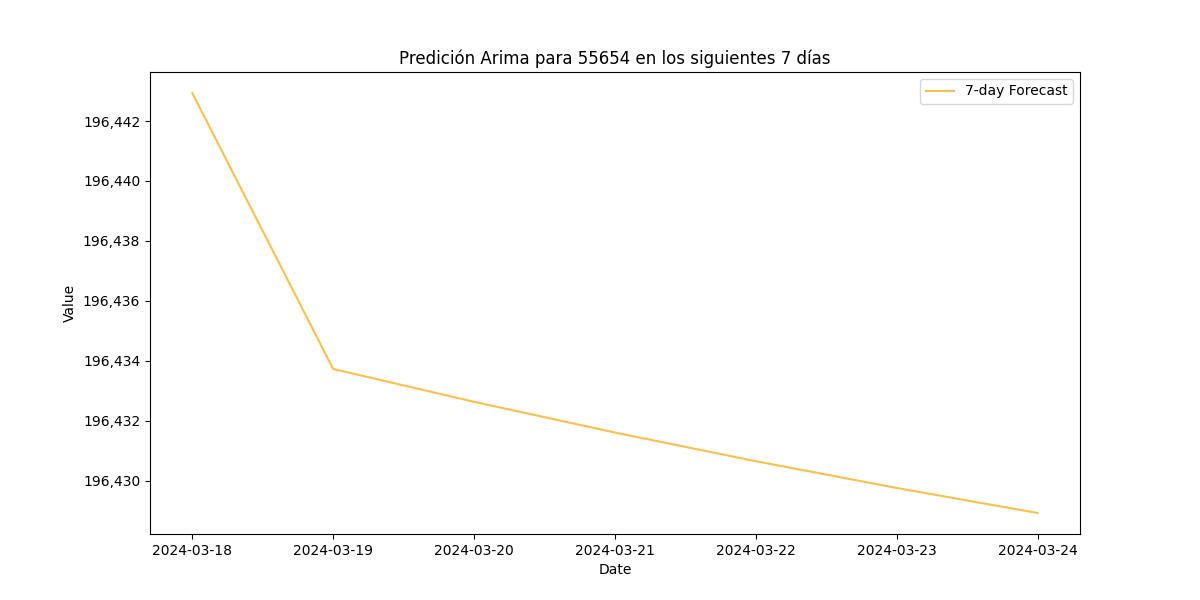 Predición Arima para 55654 en los siguientes 7 días
7-day Forecast
196,442
196,440
196,438
196,436
196,434
196,432
196,430
Value
2024-03-18 2024-03-19 2024-03-20 2024-03-21 2024-03-22 2024-03-23 2024-03-24
Date